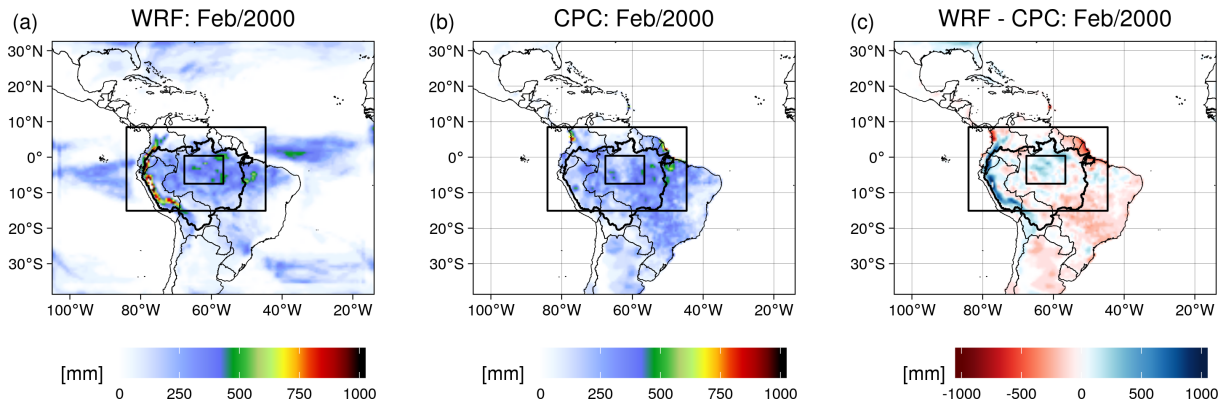 (a) WRF: Feb/2000
30°N
20°N
10°N
0°
10°S
20°S
30°S
100°W 80°W 60°W 40°W 20°W
[mm]
0 250 500 750 1000
(b) CPC: Feb/2000
30°N
20°N
10°N
0°
10°S
20°S
30°S
100°W 80°W 60°W 40°W 20°W
[mm]
0 250 500 750 1000
(c) WRF - CPC: Feb/2000
30°N
20°N
10°N
0°
10°S
20°S
30°S
100°W 80°W 60°W 40°W 20°W
[mm]
-1000 -500 0 500 1000